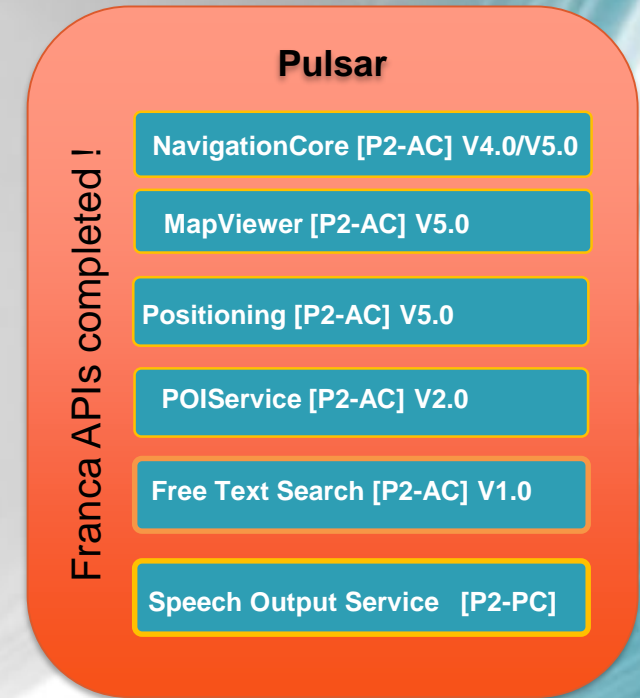 Pulsar
Franca APIs completed !
NavigationCore [P2-AC] V4.0/V5.0
MapViewer [P2-AC] V5.0
Positioning [P2-AC] V5.0
POIService [P2-AC] V2.0
Free Text Search [P2-AC] V1.0
Speech Output Service [P2-PC]